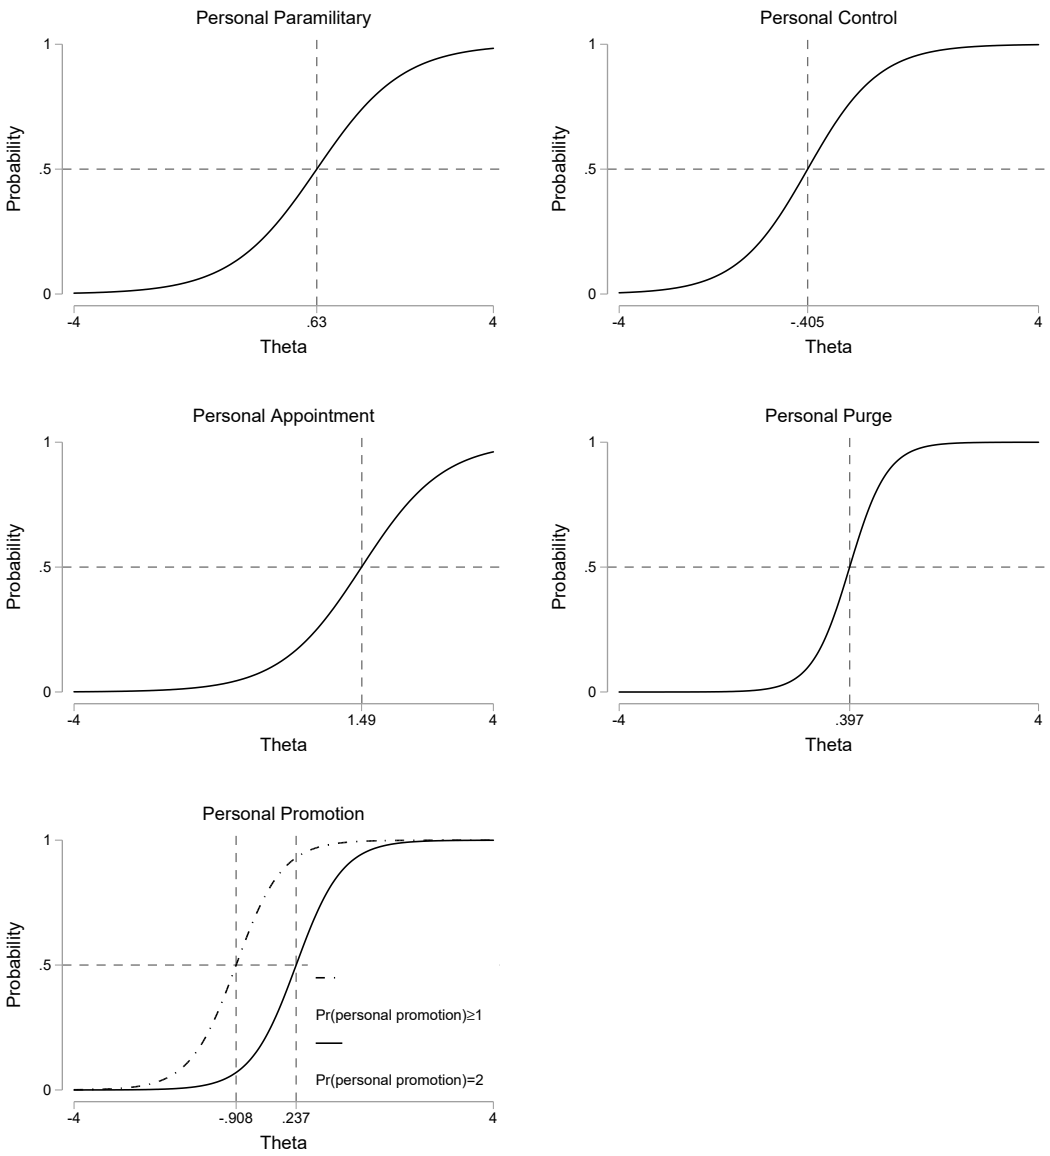 Personal Paramilitary
1
.5
0
Probability
-4
.63
4
Theta
Personal Control
1
.5
0
Probability
-4
-.405
4
Theta
Personal Appointment
1
.5
0
Probability
-4
1.49
4
Theta
Personal Purge
1
.5
0
Probability
-4
.397
4
Theta
Personal Promotion
1
.5
0
Probability
Pr(personal promotion)≥1
Pr(personal promotion)=2
-4
-.908
.237
4
Theta